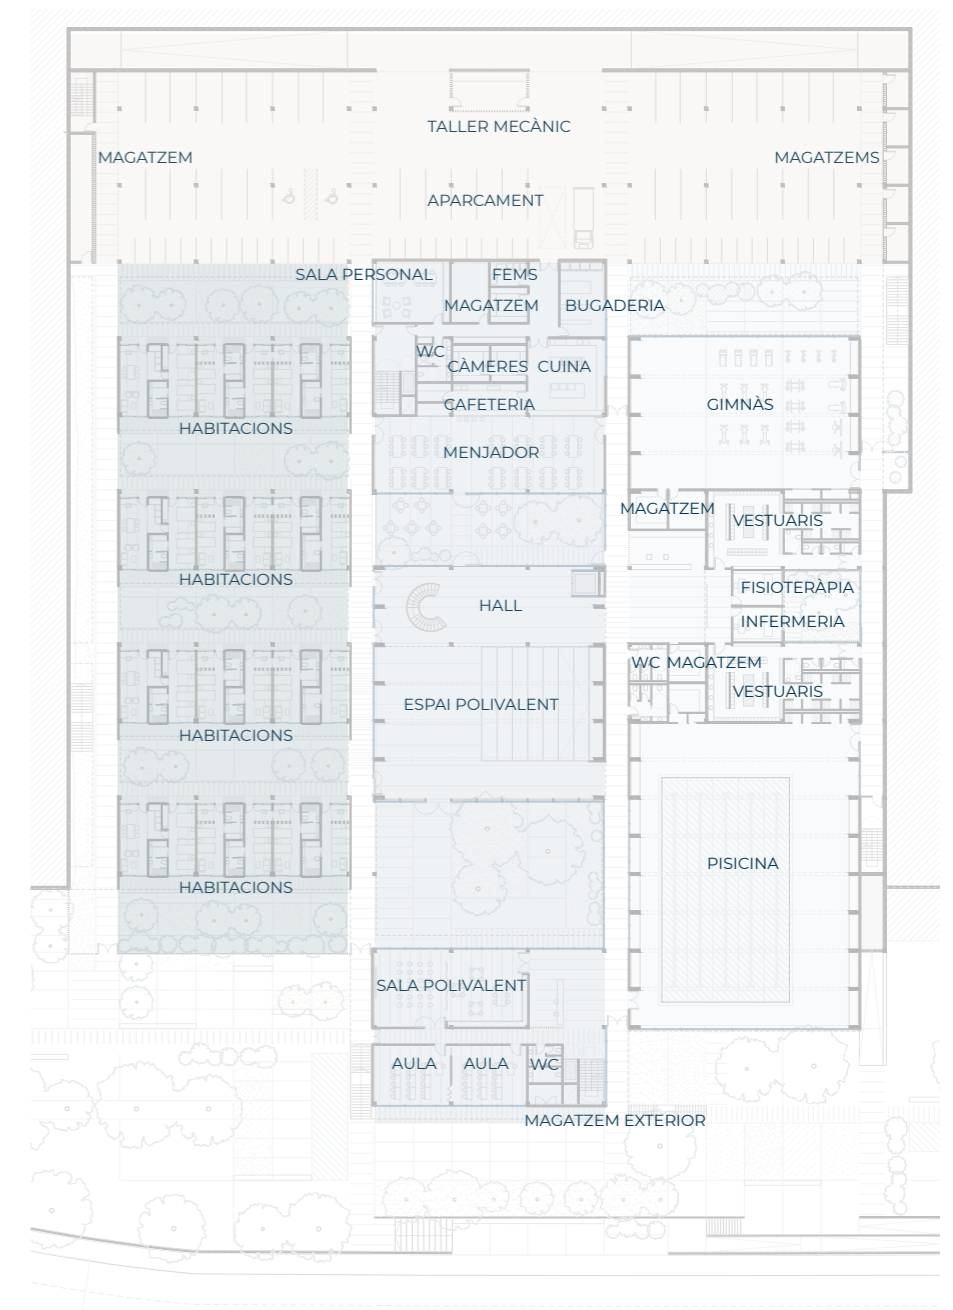 TALLER MECÀNIC
MAGATZEM
MAGATZEMS
APARCAMENT
SALA PERSONAL
FEMS
MAGATZEM
BUGADERIA
WC
CÀMERES
CUINA
CAFETERIA
GIMNÀS
HABITACIONS
MENJADOR
MAGATZEM
VESTUARIS
HABITACIONS
FISIOTERÀPIA
HALL
INFERMERIA
WC
MAGATZEM
VESTUARIS
ESPAI POLIVALENT
HABITACIONS
PISICINA
HABITACIONS
SALA POLIVALENT
AULA
AULA
WC
MAGATZEM EXTERIOR